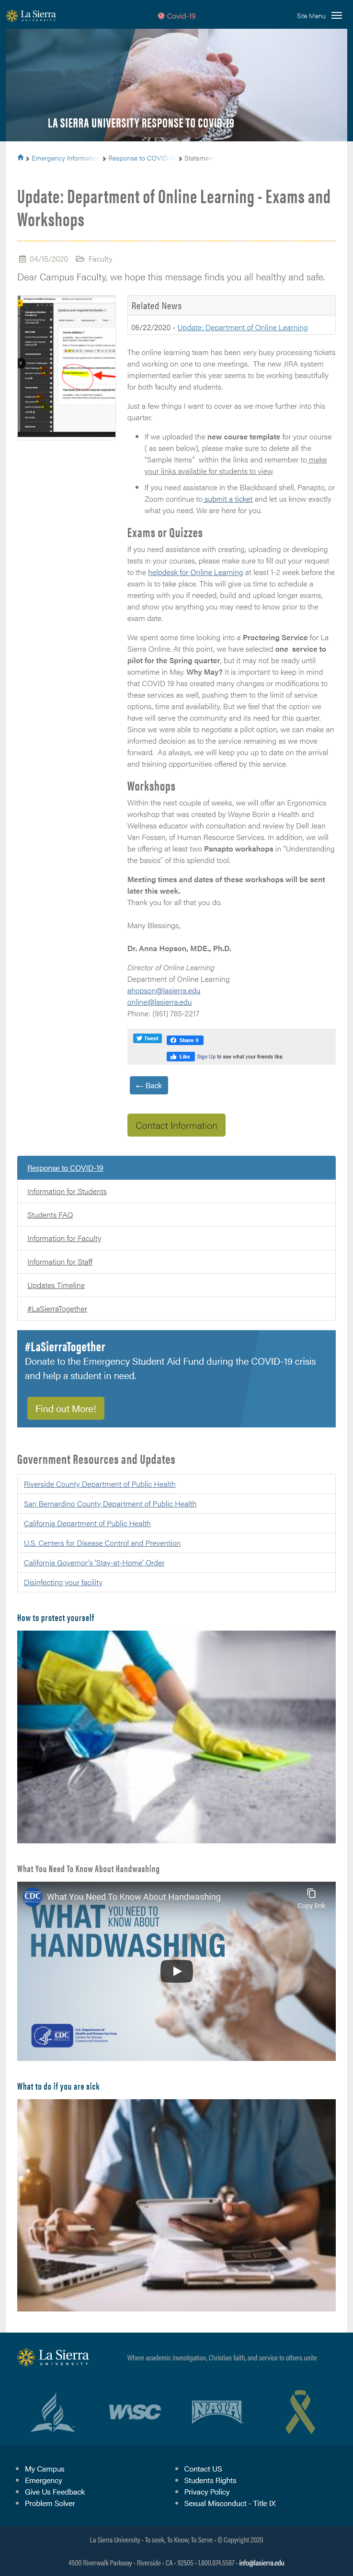 La Sierra
UNIVERSITY
Covid-19
Site Menu
LA SIERRA UNIVERSITY RESPONSE TO COVID-19
Emergency Informatio
Response to COVID-
Statemen
Update: Department of Online Learning - Exams and
Workshops
04/15/2020
Faculty
Dear Campus Faculty, we hope this message finds you all healthy and safe.
Related News
06/22/2020 - Update: Department of Online Learning
The online learning team has been very busy processing tickets
and working on one to one meetings. The new JIRA system
implemented earlier this year seems to be working beautifully
for both faculty and students.
Just a few things I want to cover as we move further into this
quarter.
If we uploaded the new course template for your course
( as seen below), please make sure to delete all the
"Sample Items" within the links and remember to make
your links available for students to view.
If you need assistance in the Blackboard shell, Panapto, or
Zoom continue to submit a ticket and let us know exactly
what you need. We are here for you.
Exams or Quizzes
If you need assistance creating, uploading or developing
tests in your courses, please make sure to fill out your request
to the helpdesk for Online Learning at least 1-2 week before the
exam is to take place. This will give us time to schedule a
meeting with you if needed, build and upload longer exams,
and show you anything you may need to know prior to the
exam date.
We spent some time looking into a Proctoring Service for La
Sierra Online. At this point, we have selected one service to
pilot for the Spring quarter, but it may not be ready until
sometime in May. Why May? It is important to keep in mind
that COVID 19 has created many changes or modifications to
these services as well, pushing them to the limit of service
options, time and availability. But we feel that the option we
have will serve the community and its need for this quarter.
Since we were able to negotiate a pilot option, we can make an
informed decision as to the service remaining as we move
forward. As always, we will keep you up to date on the arrival
and training opportunities offered by this service.
Workshops
Within the next couple of weeks, we will offer an Ergonomics
workshop that was created by Wayne Borin a Health and
Wellness educator with consultation and review by Dell Jean
Van Fossen, of Human Resource Services. In addition, we will
be offering at least two Panapto workshops in "Understanding
the basics" of this splendid tool.
Meeting times and dates of these workshops will be sent
later this week.
Thank you for all that you do.
Many Blessings,
Dr. Anna Hopson, MDE., Ph.D.
Director of Online Learning
Department of Online Learning
ahopson@lasierra.edu
online@lasierra.edu
Phone: (951) 785-2217
Tweet
Share 0
Like
Sign Up to see what your friends like.
← Back
Contact Information
Response to COVID-19
Information for Students
Students FAQ
Information for Faculty
Information for Staff
Updates Timeline
#LaSierraTogether
#LaSierraTogether
Donate to the Emergency Student Aid Fund during the COVID-19 crisis
and help a student in need.
Find out More!
Government Resources and Updates
Riverside County Department of Public Health
San Bernardino County Department of Public Health
California Department of Public Health
U.S. Centers for Disease Control and Prevention
California Governor's 'Stay-at-Home' Order
Disinfecting your facility
How to protect yourself
What You Need To Know About Handwashing
CDC
What You Need To Know About Handwashing
Copy link
WHAT YOU NEED TO KNOW ABOUT
HANDWASHING
CDC
What to do if you are sick
La Sierra
UNIVERSITY
Where academic investigation, Christian faith, and service to others unite
WASC
My Campus
Emergency
Give Us Feedback
Problem Solver
Contact US
Students Rights
Privacy Policy
Sexual Misconduct - Title IX
La Sierra University • To seek, To Know, To Serve • © Copyright 2020
4500 Riverwalk Parkway • Riverside • CA • 92505 • 1.800.874.5587 • info@lasierra.edu